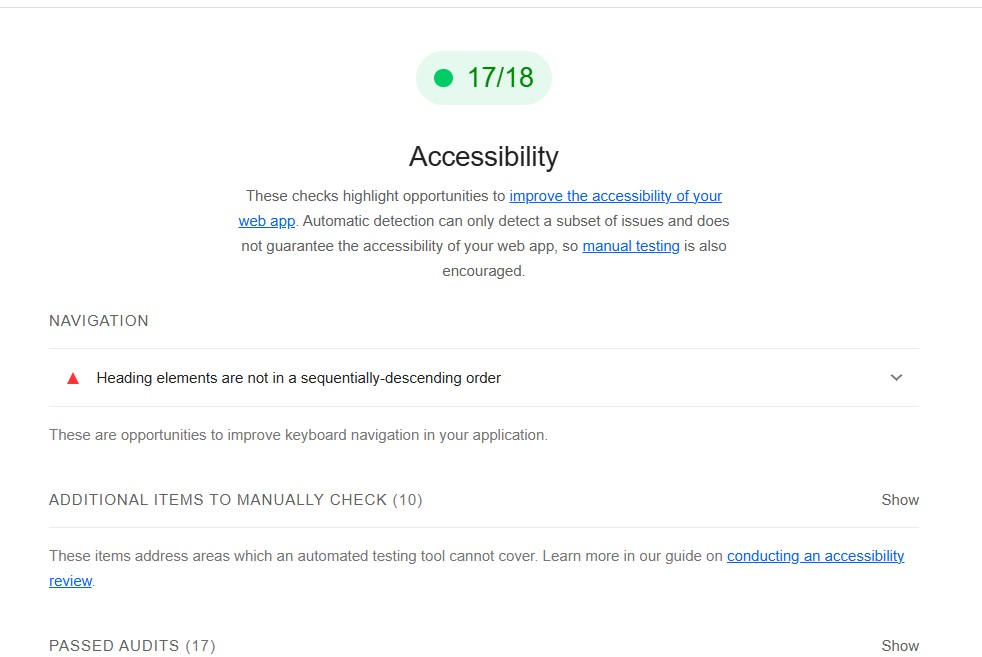 17/18
Accessibility
These checks highlight opportunities to improve the accessibility of your
web app. Automatic detection can only detect a subset of issues and does
not guarantee the accessibility of your web app, so manual testing is also
encouraged.
NAVIGATION
Heading elements are not in a sequentially-descending order
These are opportunities to improve keyboard navigation in your application.
ADDITIONAL ITEMS TO MANUALLY CHECK (10) Show
These items address areas which an automated testing tool cannot cover. Learn more in our guide on conducting an accessibility
review.
PASSED AUDITS (17) Show